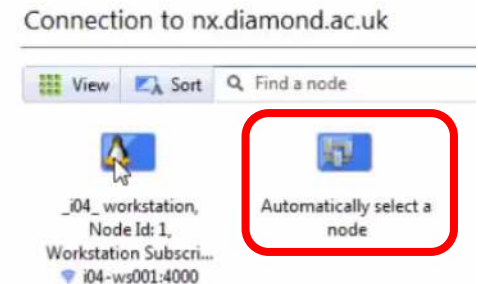 Connection to nx.diamond.ac.uk
View Sort Find a node
_i04_ workstation,
Node Id: 1,
Workstation Subscri...
i04-ws001:4000
Automatically select a
node